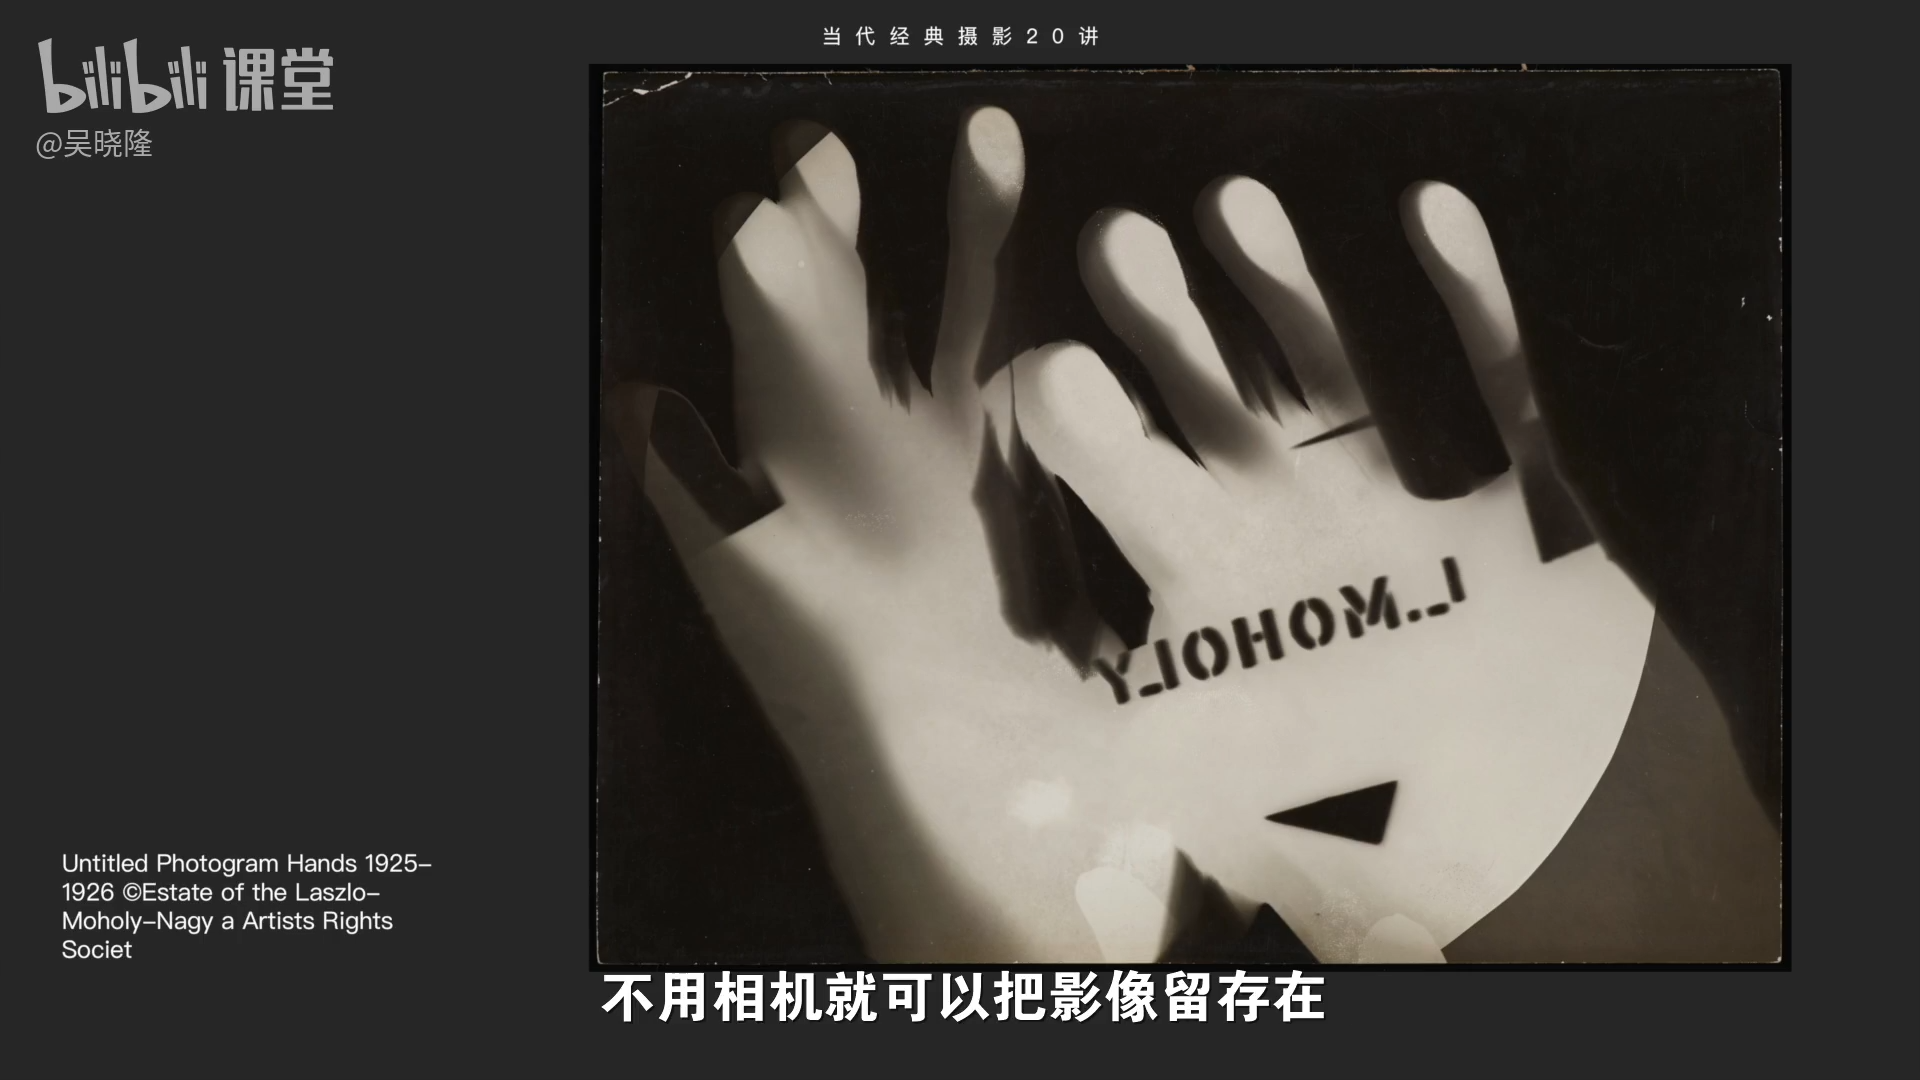 当代经典摄影20讲
bilibili课堂
@吴晓隆
L.MOHOLY
Untitled Photogram Hands 1925–
1926 ©Estate of the Laszlo–
Moholy–Nagy a Artists Rights
Societ
不用相机就可以把影像留存在